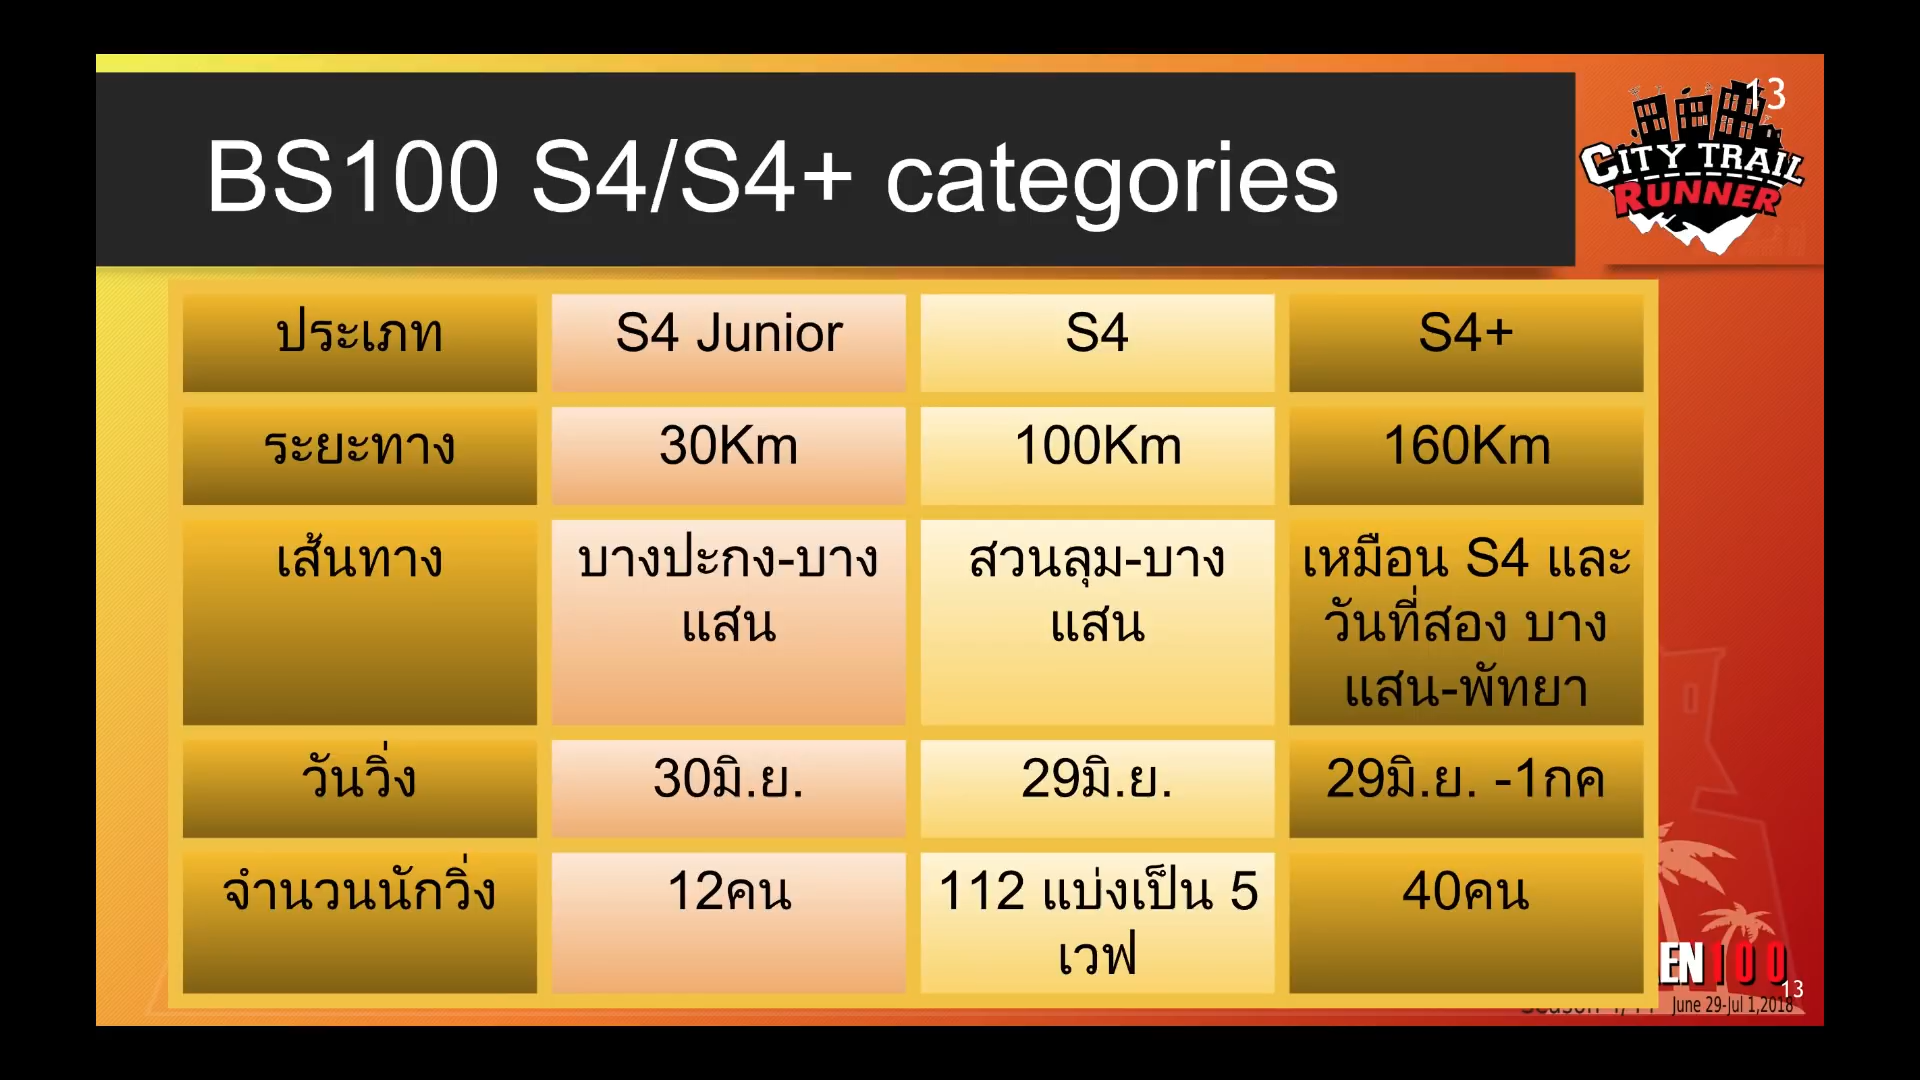 13
CITY TRAIL
RUNNER
BS100 S4/S4+ categories
ประเภท
S4 Junior
S4
S4+
ระยะทาง
30Km
100Km
160Km
เส้นทาง
บางปะกง-บาง
แสน
สวนลุม-บาง
แสน
เหมือน S4 และ
วันที่สอง บาง
แสน-พัทยา
วันวิ่ง
30มิ.ย.
29มิ.ย.
29มิ.ย. -1กค
จำนวนนักวิ่ง
12คน
112 แบ่งเป็น 5
เวฟ
40คน
EN100
13
June 29-Jul 1,2018